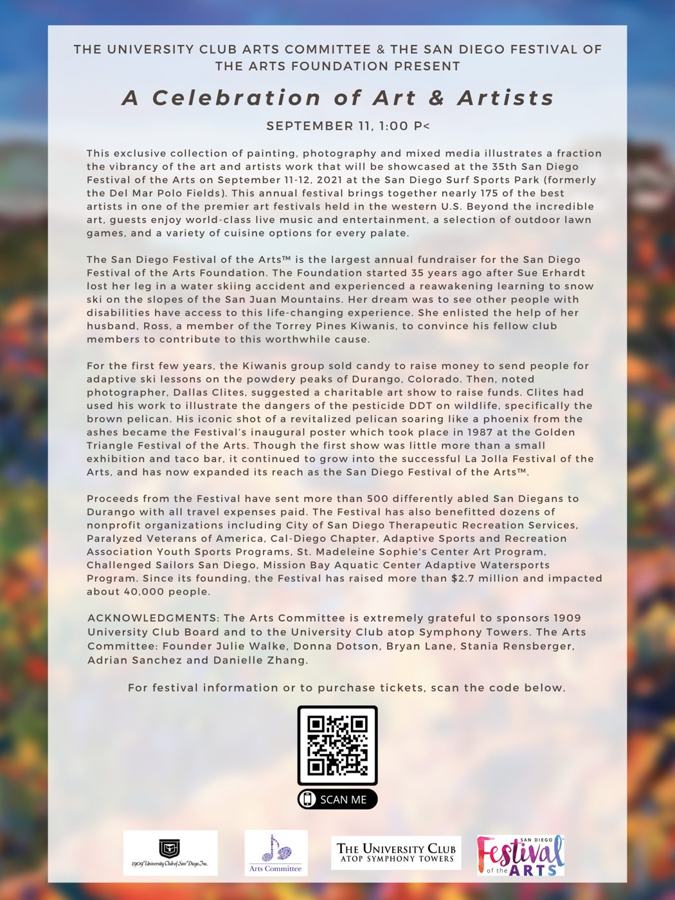 THE UNIVERSITY CLUB ARTS COMMITTEE & THE SAN DIEGO FESTIVAL OF
THE ARTS FOUNDATION PRESENT
A Celebration of Art & Artists
SEPTEMBER 11, 1:00 P<
This exclusive collection of painting, photography and mixed media illustrates a fraction
the vibrancy of the art and artists work that will be showcased at the 35th San Diego
Festival of the Arts on September 11-12, 2021 at the San Diego Surf Sports Park (formerly
the Del Mar Polo Fields). This annual festival brings together nearly 175 of the best
artists in one of the premier art festivals held in the western U.S. Beyond the incredible
art, guests enjoy world-class live music and entertainment, a selection of outdoor lawn
games, and a variety of cuisine options for every palate.
The San Diego Festival of the Arts™ is the largest annual fundraiser for the San Diego
Festival of the Arts Foundation. The Foundation started 35 years ago after Sue Erhardt
lost her leg in a water skiing accident and experienced a reawakening learning to snow
ski on the slopes of the San Juan Mountains. Her dream was to see other people with
disabilities have access to this life-changing experience. She enlisted the help of her
husband, Ross, a member of the Torrey Pines Kiwanis, to convince his fellow club
members to contribute to this worthwhile cause.
For the first few years, the Kiwanis group sold candy to raise money to send people for
adaptive ski lessons on the powdery peaks of Durango, Colorado. Then, noted
photographer, Dallas Clites, suggested a charitable art show to raise funds. Clites had
used his work to illustrate the dangers of the pesticide DDT on wildlife, specifically the
brown pelican. His iconic shot of a revitalized pelican soaring like a phoenix from the
ashes became the Festival's inaugural poster which took place in 1987 at the Golden
Triangle Festival of the Arts. Though the first show was little more than a small
exhibition and taco bar, it continued to grow into the successful La Jolla Festival of the
Arts, and has now expanded its reach as the San Diego Festival of the Arts™.
Proceeds from the Festival have sent more than 500 differently abled San Diegans to
Durango with all travel expenses paid. The Festival has also benefitted dozens of
nonprofit organizations including City of San Diego Therapeutic Recreation Services,
Paralyzed Veterans of America, Cal-Diego Chapter, Adaptive Sports and Recreation
Association Youth Sports Programs, St. Madeleine Sophie's Center Art Program,
Challenged Sailors San Diego, Mission Bay Aquatic Center Adaptive Watersports
Program. Since its founding, the Festival has raised more than $2.7 million and impacted
about 40,000 people.
ACKNOWLEDGMENTS: The Arts Committee is extremely grateful to sponsors 1909
University Club Board and to the University Club atop Symphony Towers. The Arts
Committee: Founder Julie Walke, Donna Dotson, Bryan Lane, Stania Rensberger,
Adrian Sanchez and Danielle Zhang.
For festival information or to purchase tickets, scan the code below.
SCAN ME
1909 University Club of San Diego, Inc.
Arts Committee
THE UNIVERSITY CLUB
ATOP SYMPHONY TOWERS
SAN DIEGO
Festival
of the ARTS